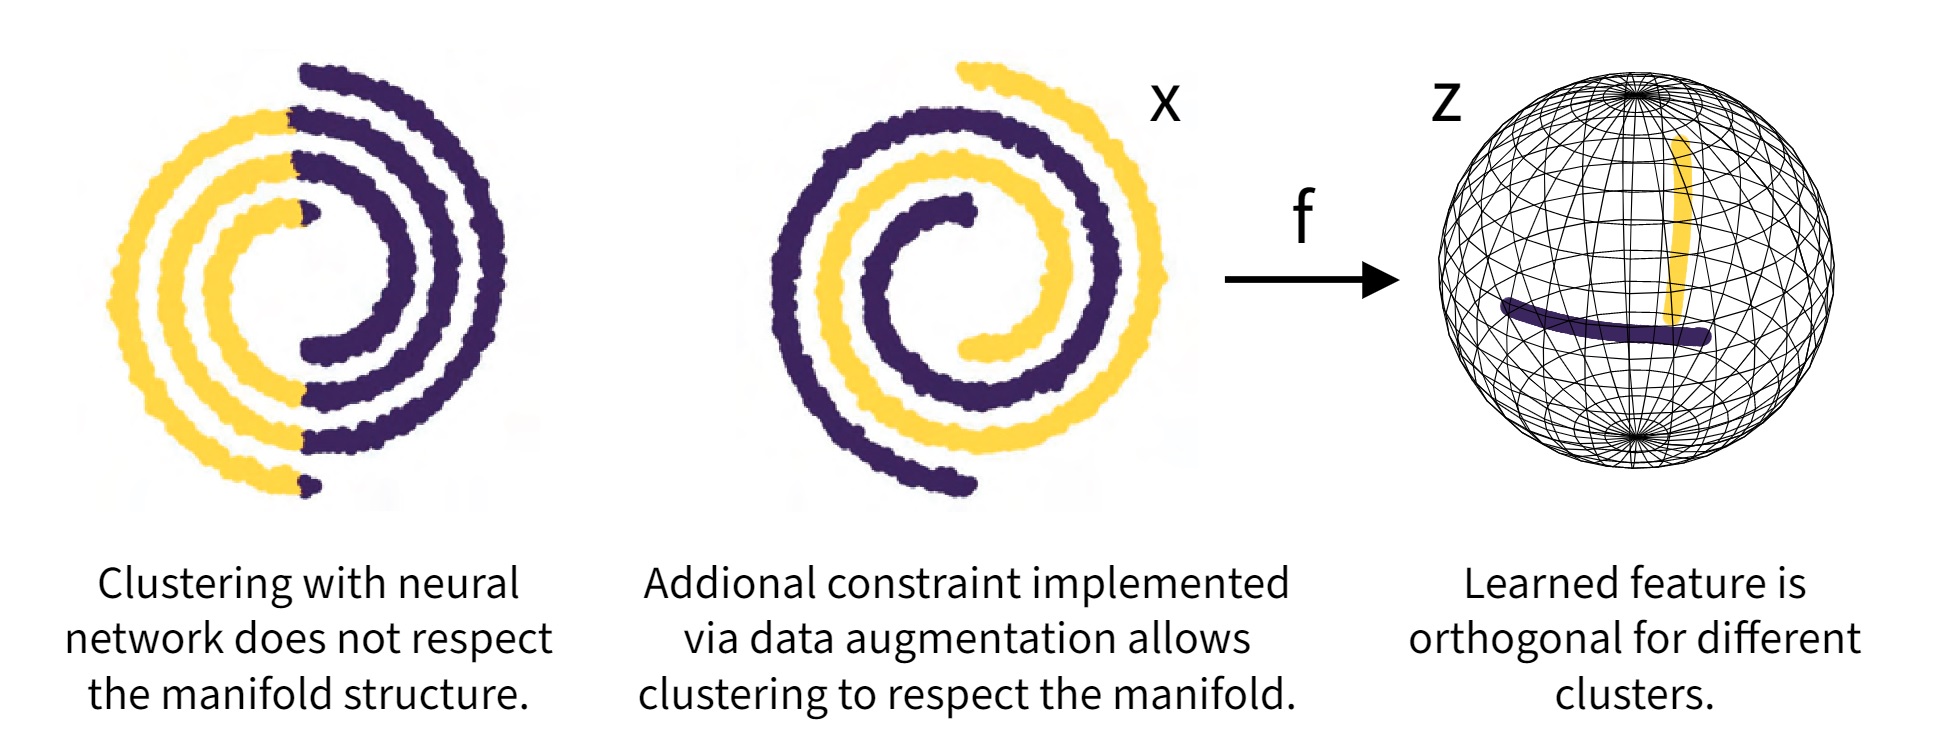 x
f
z
Clustering with neural
network does not respect
the manifold structure.
Addional constraint implemented
via data augmentation allows
clustering to respect the manifold.
Learned feature is
orthogonal for different
clusters.